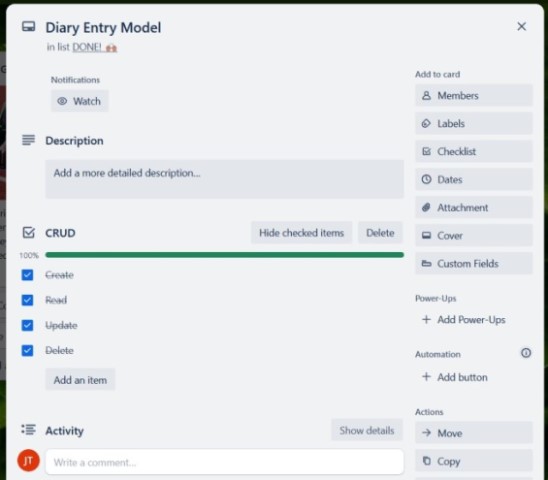 Diary Entry Model
in list DONE! 🙌
Notifications
Watch
Description
Add a more detailed description...
CRUD
Hide checked items
Delete
100%
Create
Read
Update
Delete
Add an item
Activity
Show details
JT
Write a comment...
Add to card
Members
Labels
Checklist
Dates
Attachment
Cover
Custom Fields
Power-Ups
+ Add Power-Ups
Automation
+ Add button
Actions
→ Move
Copy